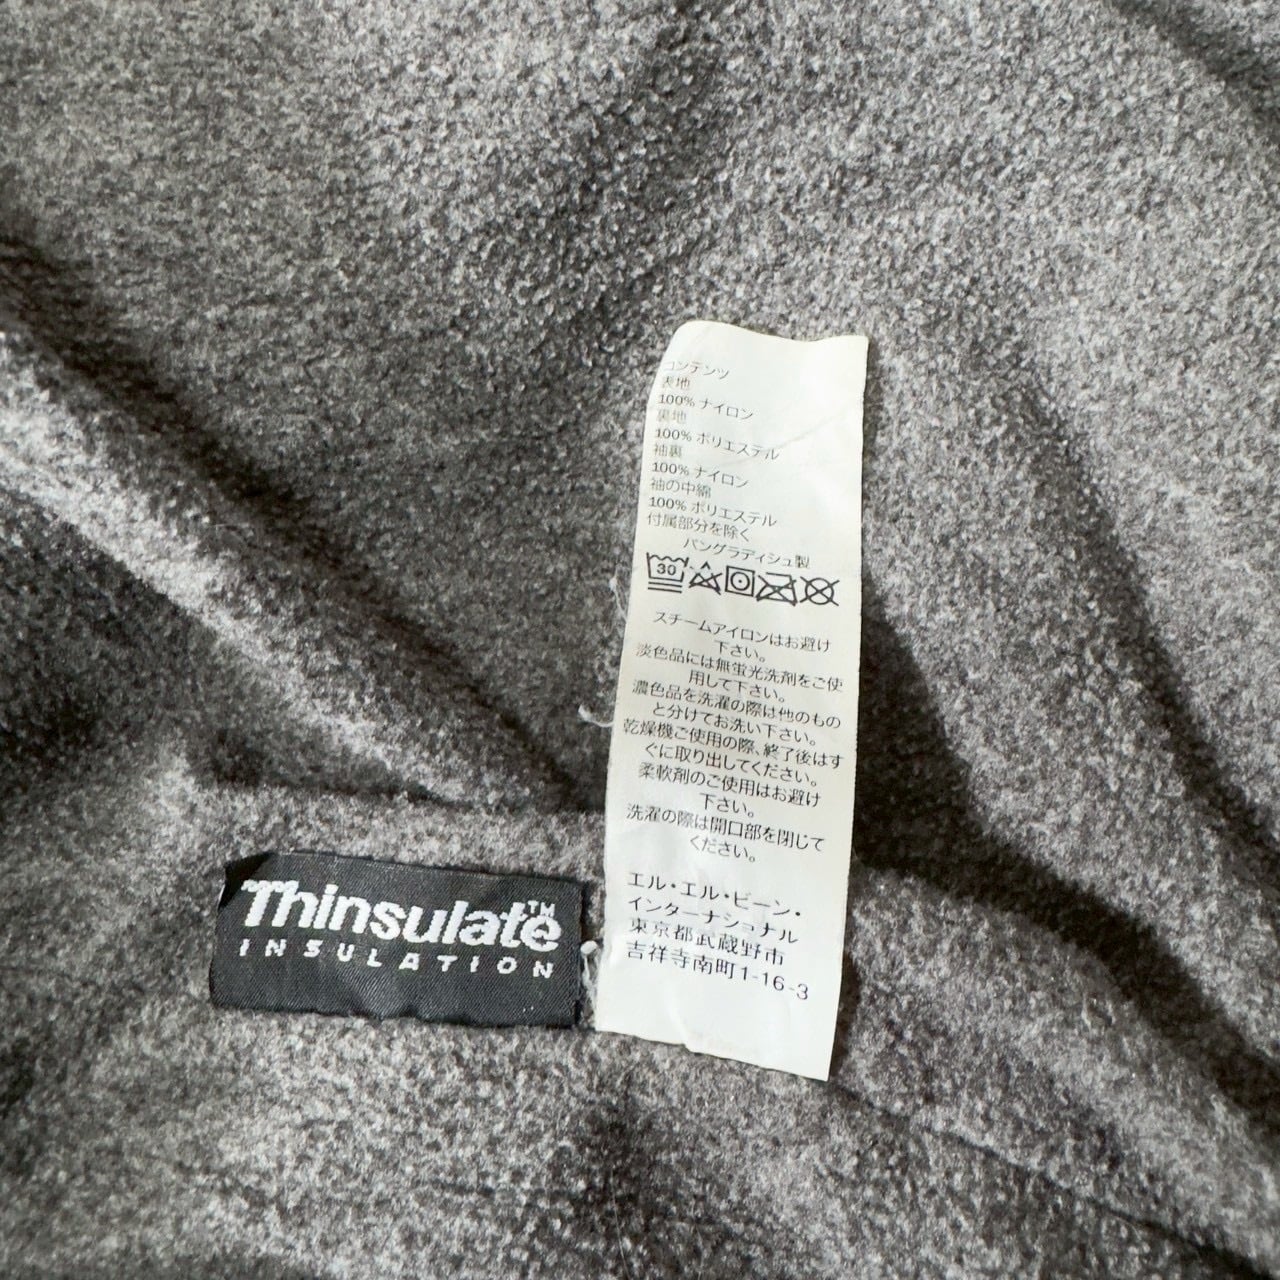 コンテンツ
表地
100% ナイロン
裏地
100% ポリエステル
袖裏
100% ナイロン
袖の中綿
100% ポリエステル
付属部分を除く
バングラディシュ製
30
スチームアイロンはお避け
下さい。
淡色品には無蛍光洗剤をご使
用して下さい。
濃色品を洗濯の際は他のもの
と分けてお洗い下さい。
乾燥機ご使用の際、終了後はす
ぐに取り出してください。
柔軟剤のご使用はお避け
下さい。
洗濯の際は開口部を閉じて
ください。
エル・エル・ビーン・
インターナショナル
東京都武蔵野市
吉祥寺南町1-16-3
Thinsulate™
INSULATION